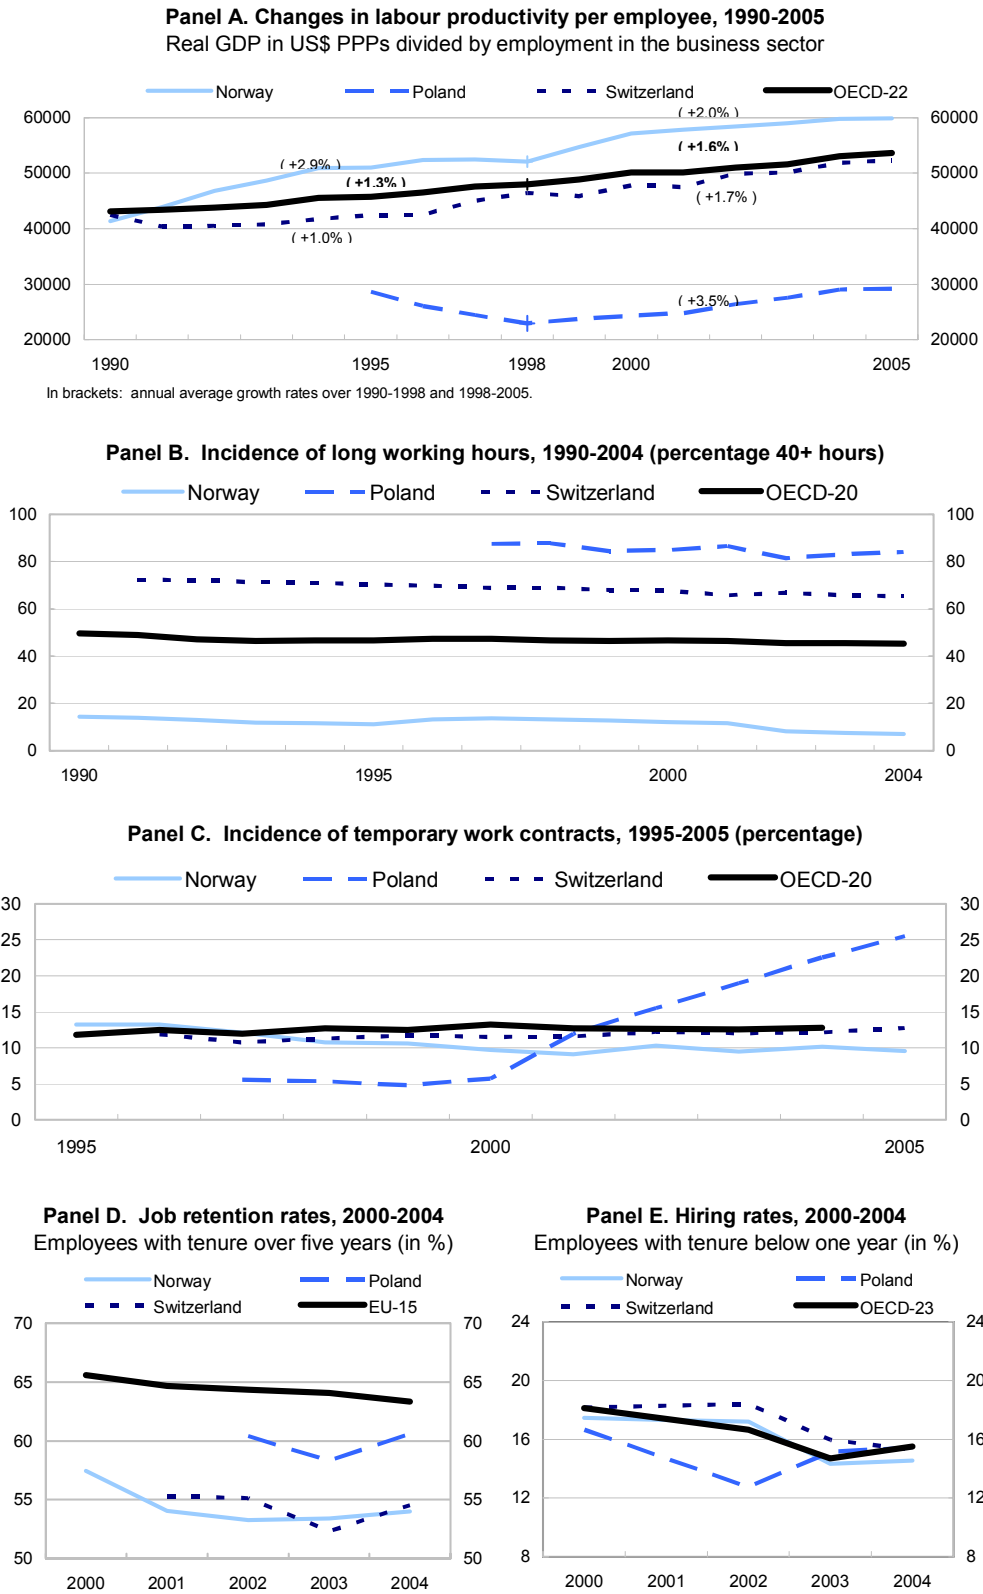 Panel A. Changes in labour productivity per employee, 1990-2005
Real GDP in US$ PPPs divided by employment in the business sector
Norway Poland Switzerland OECD-22
60000 ( +2.0% ) 60000
( +2.9% ) ( +1.6% )
50000 ( +1.3% ) 50000
( +1.7% )
40000 ( +1.0% ) 40000
30000 ( +3.5% ) 30000
20000 20000
1990 1995 1998 2000 2005
In brackets: annual average growth rates over 1990-1998 and 1998-2005.
Panel B. Incidence of long working hours, 1990-2004 (percentage 40+ hours)
Norway Poland Switzerland OECD-20
100 100
80 80
60 60
40 40
20 20
0 0
1990 1995 2000 2004
Panel C. Incidence of temporary work contracts, 1995-2005 (percentage)
Norway Poland Switzerland OECD-20
30 30
25 25
20 20
15 15
10 10
5 5
0 0
1995 2000 2005
Panel D. Job retention rates, 2000-2004
Employees with tenure over five years (in %)
Norway Poland
Switzerland EU-15
70 70
65 65
60 60
55 55
50 50
2000 2001 2002 2003 2004
Panel E. Hiring rates, 2000-2004
Employees with tenure below one year (in %)
Norway Poland
Switzerland OECD-23
24 24
20 20
16 16
12 12
8 8
2000 2001 2002 2003 2004